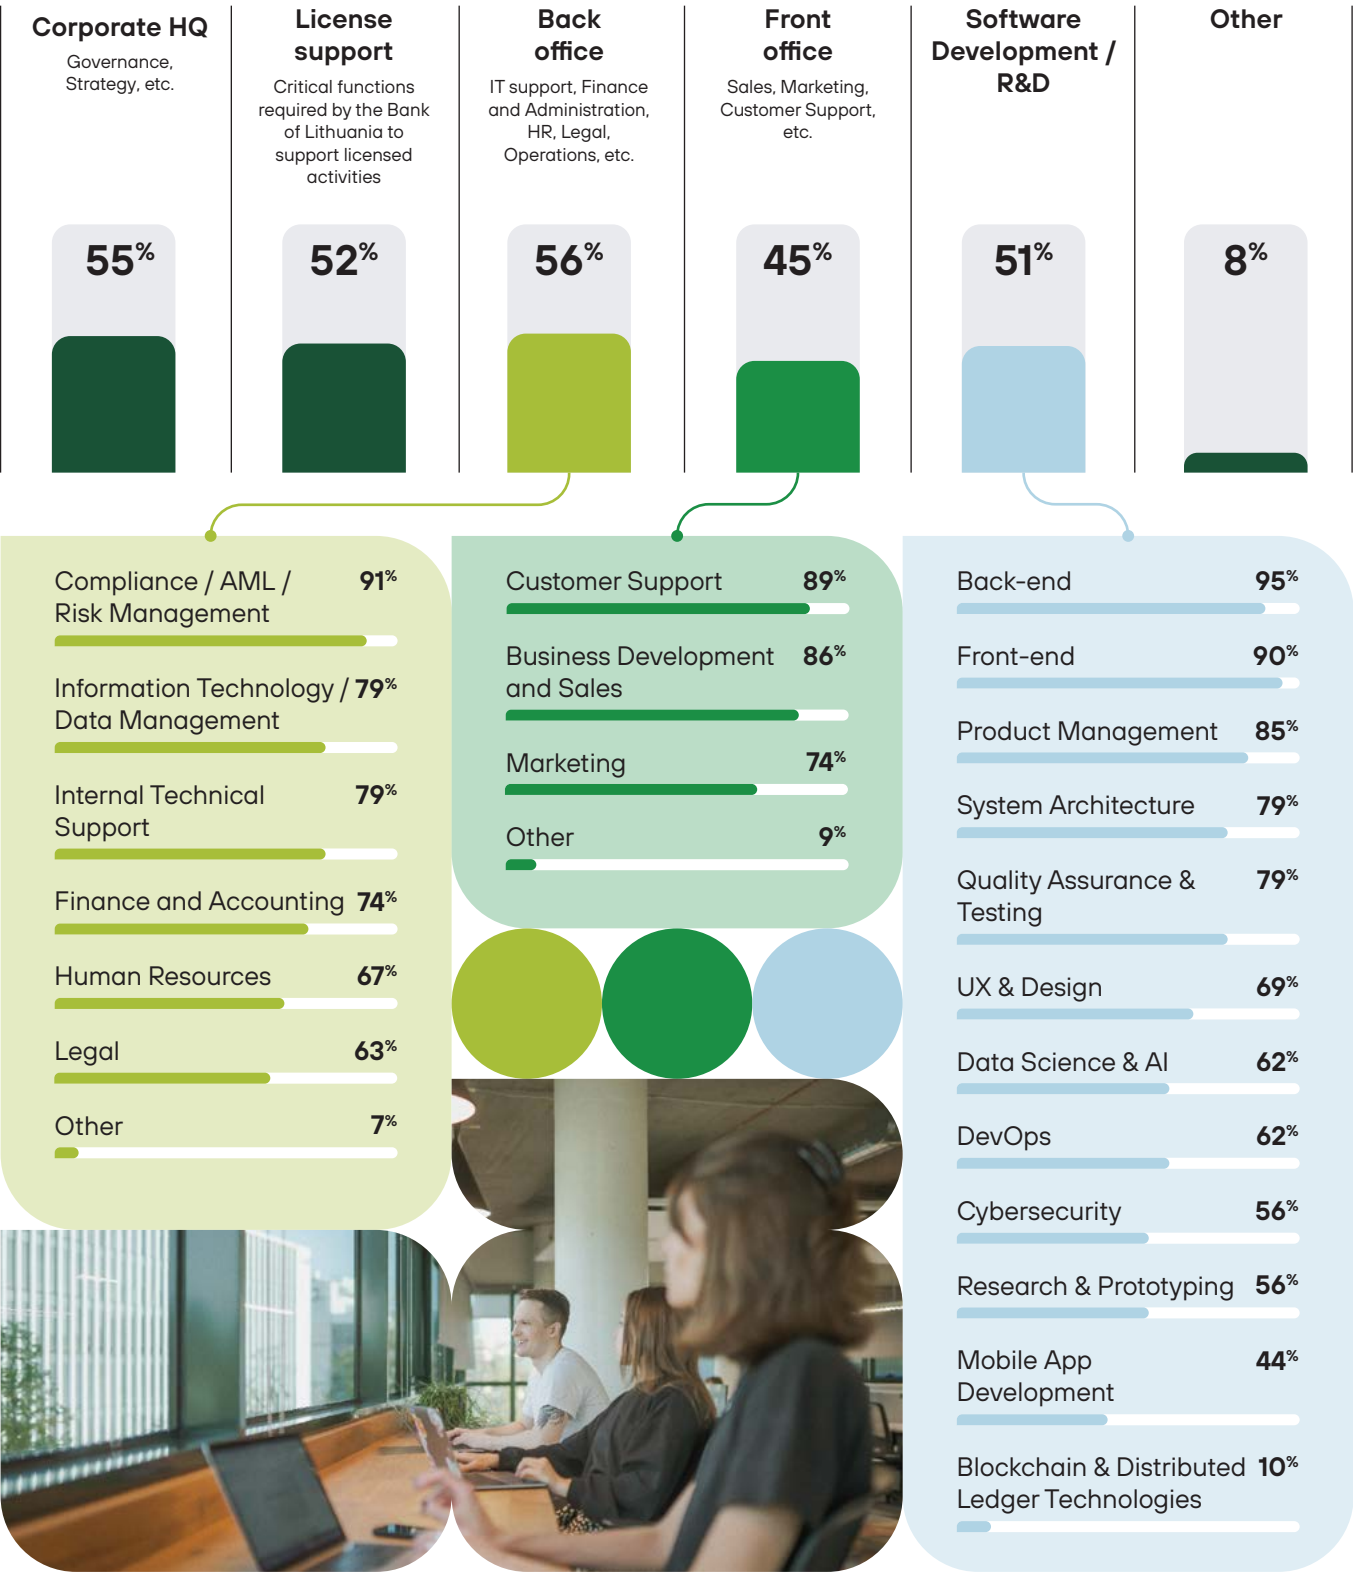 Corporate HQ
Governance,
Strategy, etc.
55%
License
support
Critical functions
required by the Bank
of Lithuania to
support licensed
activities
52%
Back
office
IT support, Finance
and Administration,
HR, Legal,
Operations, etc.
56%
Front
office
Sales, Marketing,
Customer Support,
etc.
45%
Software
Development /
R&D
51%
Other
8%
Compliance / AML / 91%
Risk Management
Information Technology / 79%
Data Management
Internal Technical 79%
Support
Finance and Accounting 74%
Human Resources 67%
Legal 63%
Other 7%
Customer Support 89%
Business Development 86%
and Sales
Marketing 74%
Other 9%
Back-end 95%
Front-end 90%
Product Management 85%
System Architecture 79%
Quality Assurance & 79%
Testing
UX & Design 69%
Data Science & AI 62%
DevOps 62%
Cybersecurity 56%
Research & Prototyping 56%
Mobile App 44%
Development
Blockchain & Distributed 10%
Ledger Technologies